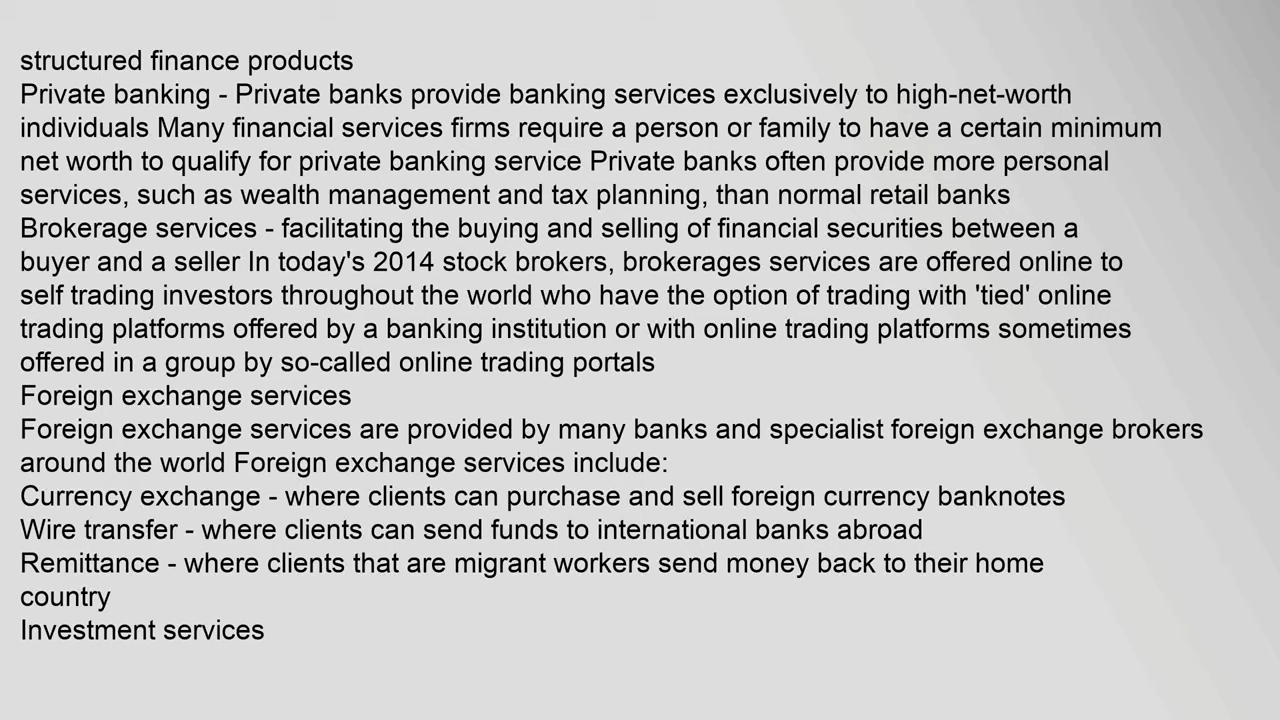 structured finance products
Private banking - Private banks provide banking services exclusively to high-net-worth
individuals Many financial services firms require a person or family to have a certain minimum
net worth to qualify for private banking service Private banks often provide more personal
services, such as wealth management and tax planning, than normal retail banks
Brokerage services - facilitating the buying and selling of financial securities between a
buyer and a seller In today's 2014 stock brokers, brokerages services are offered online to
self trading investors throughout the world who have the option of trading with 'tied' online
trading platforms offered by a banking institution or with online trading platforms sometimes
offered in a group by so-called online trading portals
Foreign exchange services
Foreign exchange services are provided by many banks and specialist foreign exchange brokers
around the world Foreign exchange services include:
Currency exchange - where clients can purchase and sell foreign currency banknotes
Wire transfer - where clients can send funds to international banks abroad
Remittance - where clients that are migrant workers send money back to their home
country
Investment services